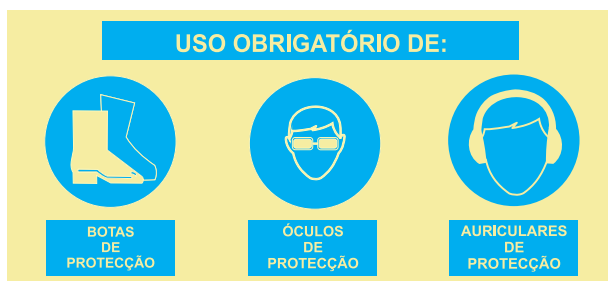 USO OBRIGATÓRIO DE:
BOTAS
DE
PROTECÇÃO
ÓCULOS
DE
PROTECÇÃO
AURICULARES
DE
PROTECÇÃO